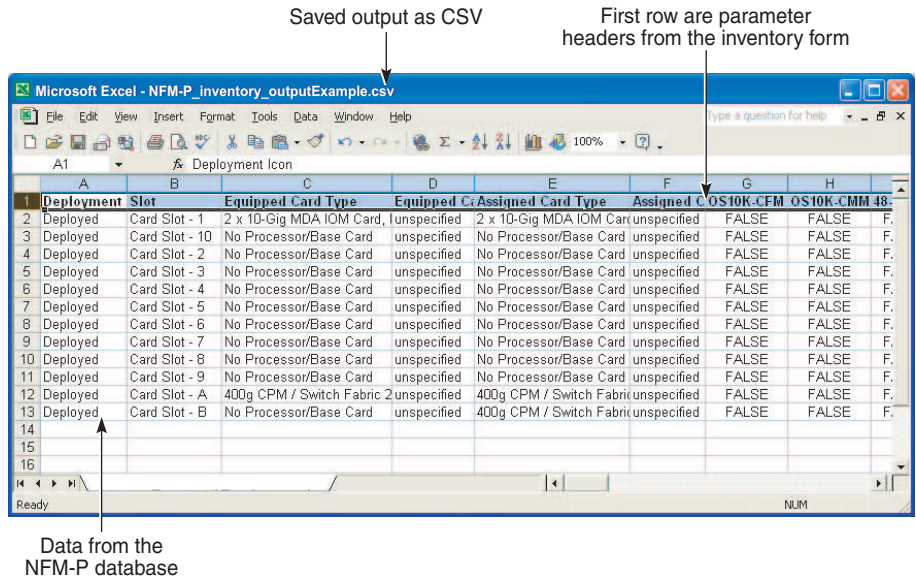 Saved output as CSV
First row are parameter
headers from the inventory form
Microsoft Excel - NFM-P_inventory_outputExample.csv
File Edit View Insert Format Tools Data Window Help Type a question for help
100%
A1 fx Deployment Icon
A B C D E F G H
1 Deployment Slot Equipped Card Type Equipped Ca Assigned Card Type Assigned C OS10K-CFM OS10K-CMM 48-
2 Deployed Card Slot - 1 2 x 10-Gig MDA IOM Card, unspecified 2 x 10-Gig MDA IOM Card unspecified FALSE FALSE F.
3 Deployed Card Slot - 10 No Processor/Base Card unspecified No Processor/Base Card unspecified FALSE FALSE F.
4 Deployed Card Slot - 2 No Processor/Base Card unspecified No Processor/Base Card unspecified FALSE FALSE F.
5 Deployed Card Slot - 3 No Processor/Base Card unspecified No Processor/Base Card unspecified FALSE FALSE F.
6 Deployed Card Slot - 4 No Processor/Base Card unspecified No Processor/Base Card unspecified FALSE FALSE F.
7 Deployed Card Slot - 5 No Processor/Base Card unspecified No Processor/Base Card unspecified FALSE FALSE F.
8 Deployed Card Slot - 6 No Processor/Base Card unspecified No Processor/Base Card unspecified FALSE FALSE F.
9 Deployed Card Slot - 7 No Processor/Base Card unspecified No Processor/Base Card unspecified FALSE FALSE F.
10 Deployed Card Slot - 8 No Processor/Base Card unspecified No Processor/Base Card unspecified FALSE FALSE F.
11 Deployed Card Slot - 9 No Processor/Base Card unspecified No Processor/Base Card unspecified FALSE FALSE F.
12 Deployed Card Slot - A 400g CPM / Switch Fabric 2 unspecified 400g CPM / Switch Fabri unspecified FALSE FALSE F.
13 Deployed Card Slot - B No Processor/Base Card unspecified 400g CPM / Switch Fabri unspecified FALSE FALSE F.
14
15
16
Ready NUM
Data from the
NFM-P database